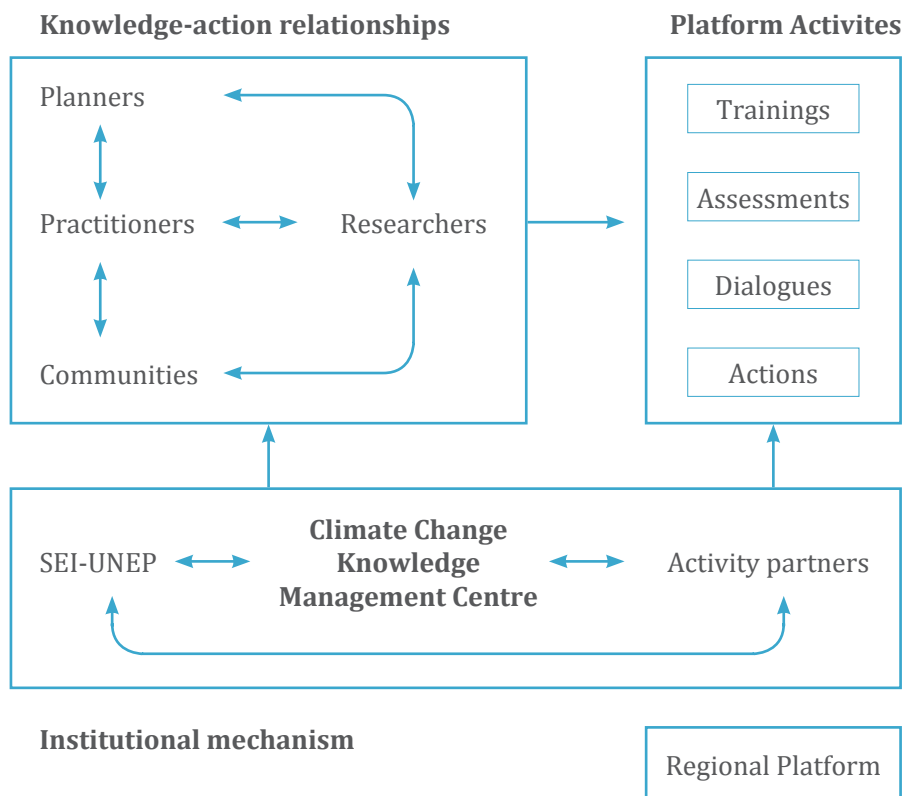 Knowledge-action relationships
Planners
Practitioners
Researchers
Communities
Platform Activites
Trainings
Assessments
Dialogues
Actions
SEI-UNEP
Climate Change
Knowledge
Management Centre
Activity partners
Institutional mechanism
Regional Platform